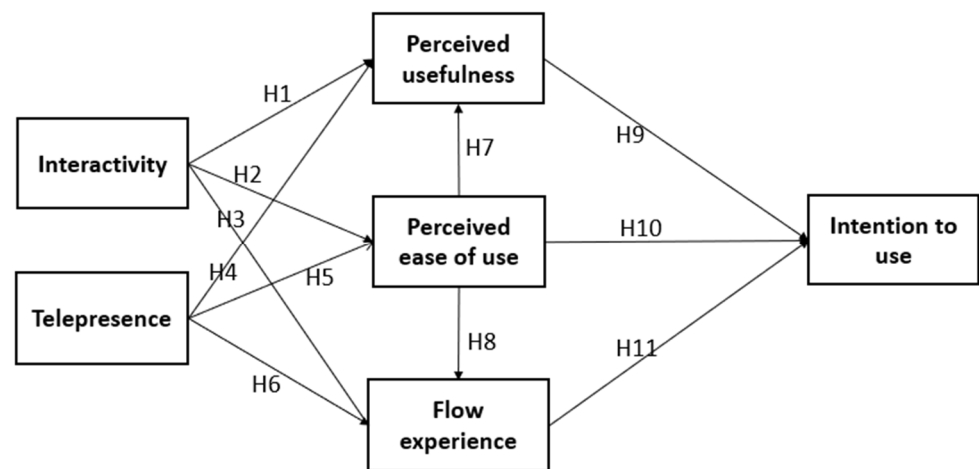 Perceived
usefulness
H1
H9
Interactivity
H7
H2
H3
Perceived
ease of use
H10
Intention to
use
H4
H5
Telepresence
H8
H11
H6
Flow
experience